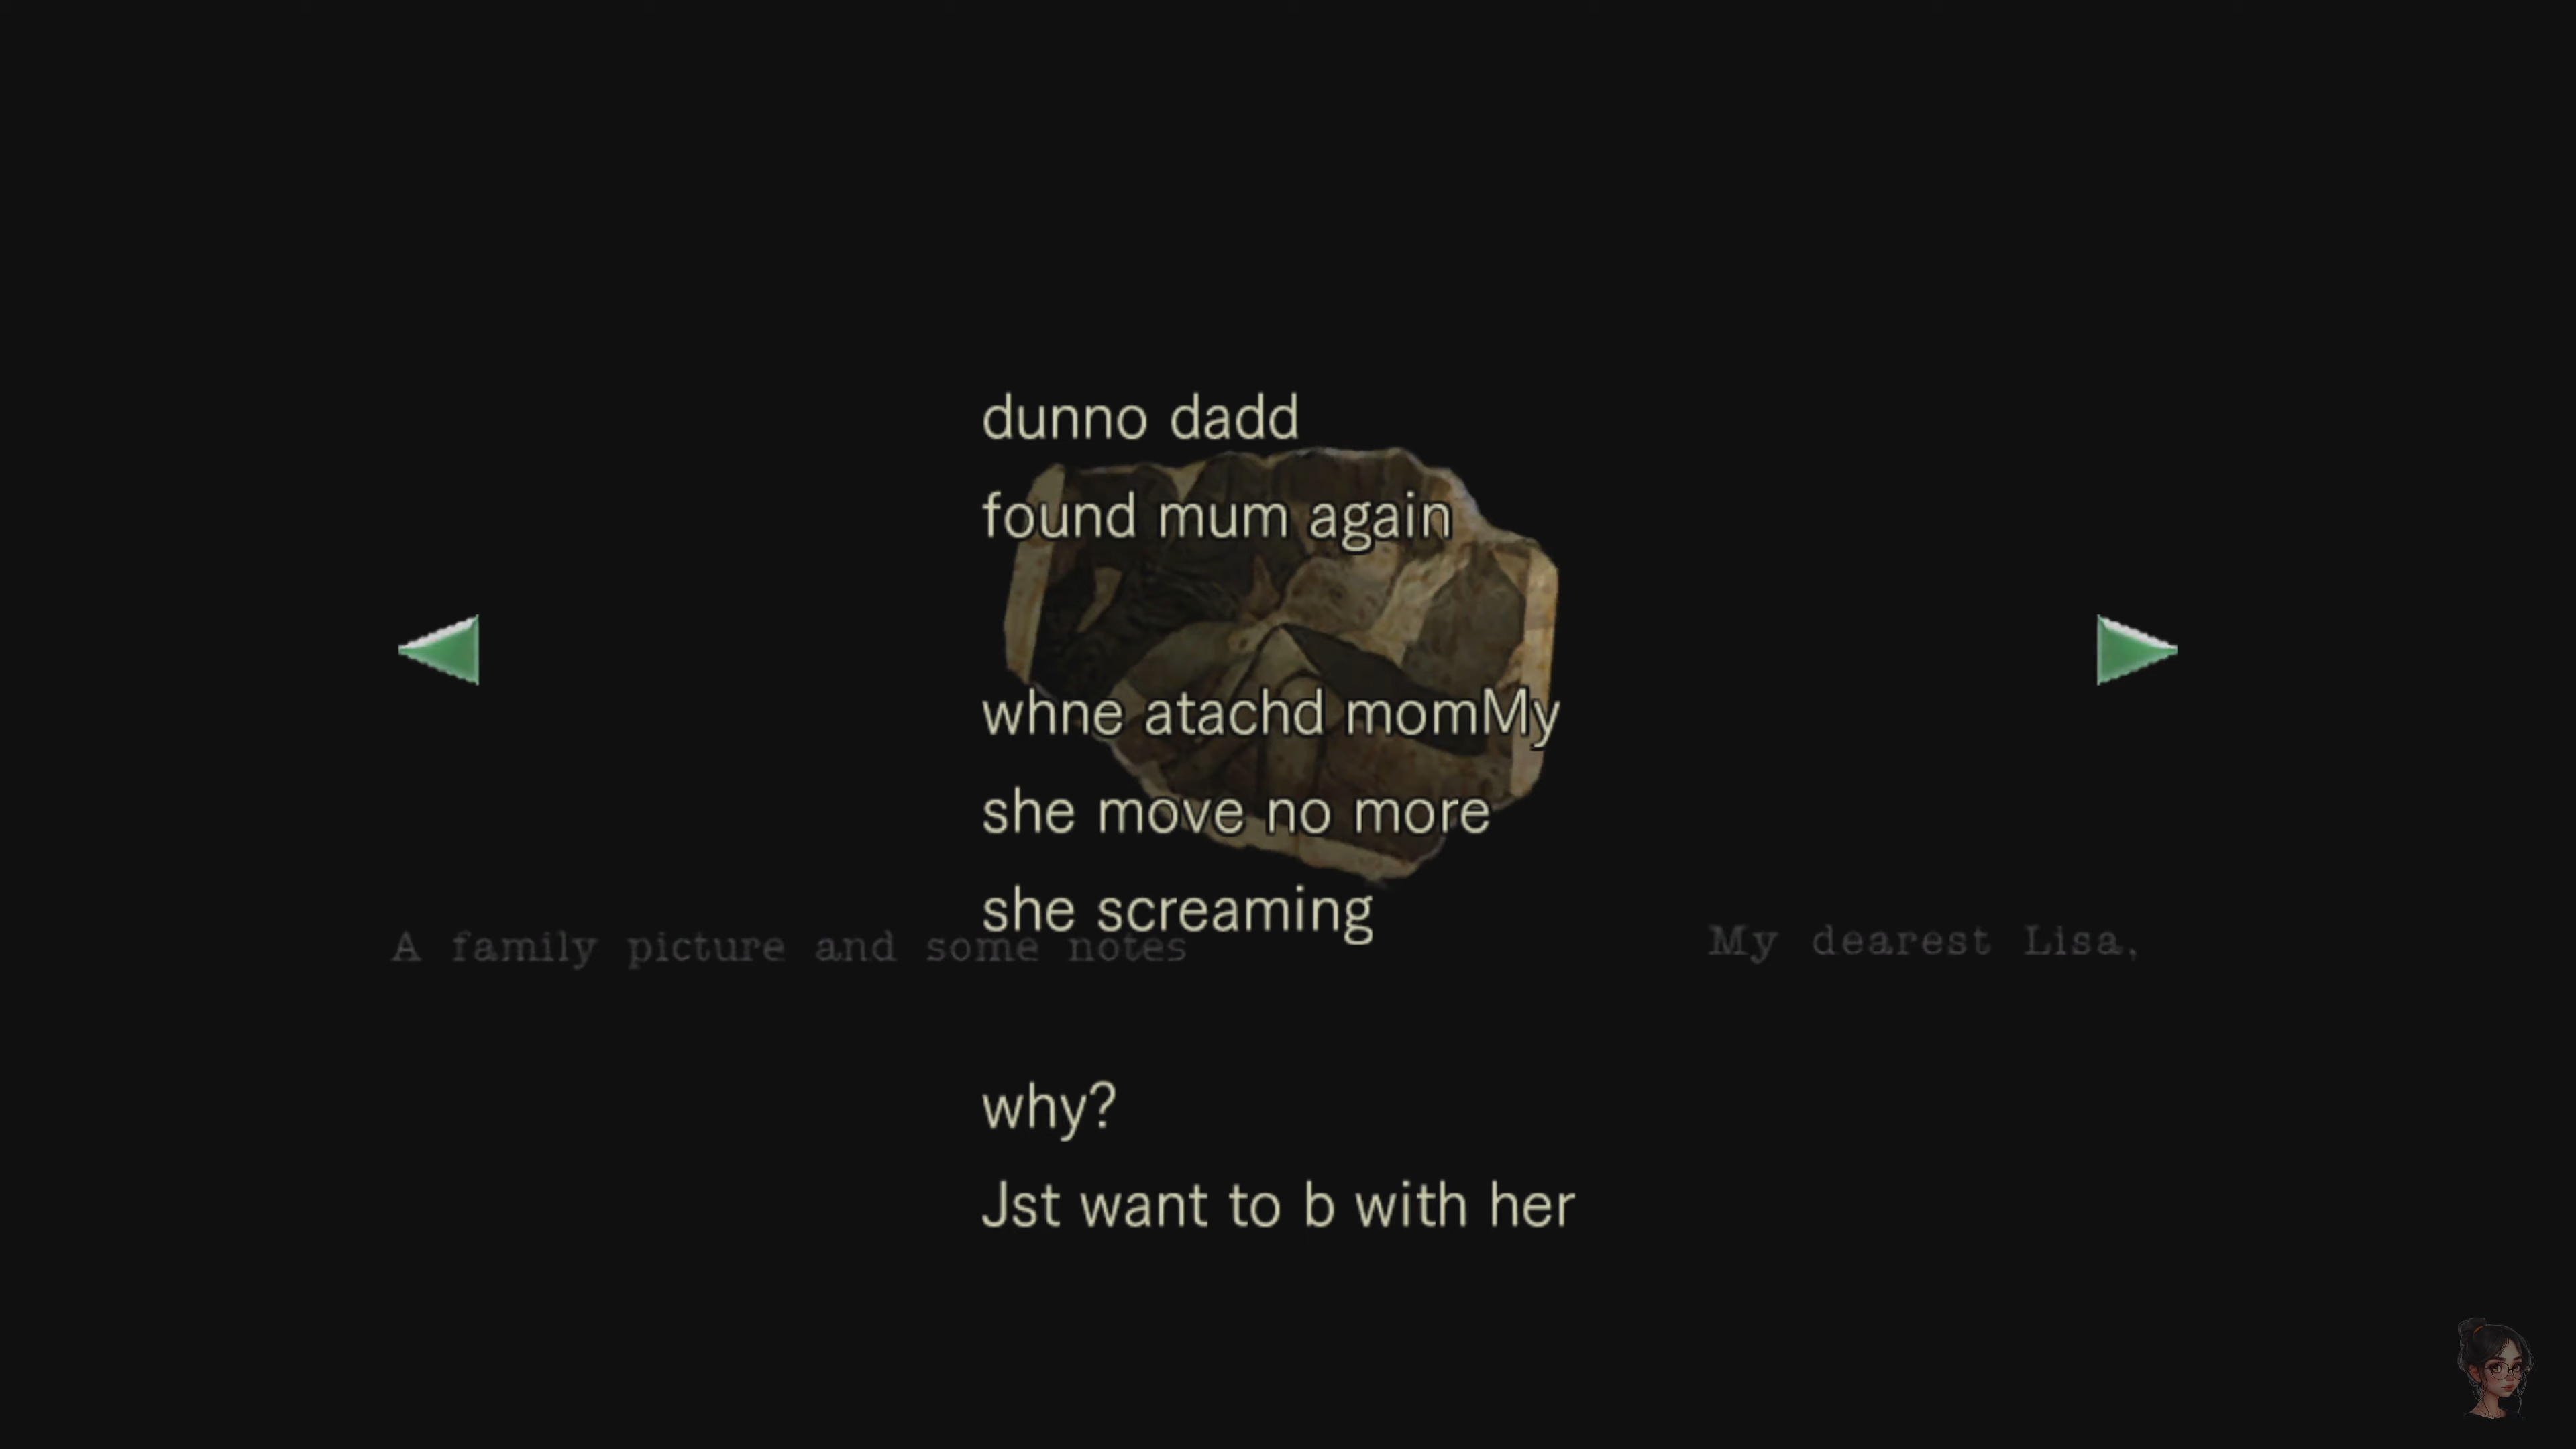 dunno dadd
found mum again
whne atachd momMy
she move no more
she screaming
A family picture and some notes
My dearest Lisa,
why?
Jst want to b with her